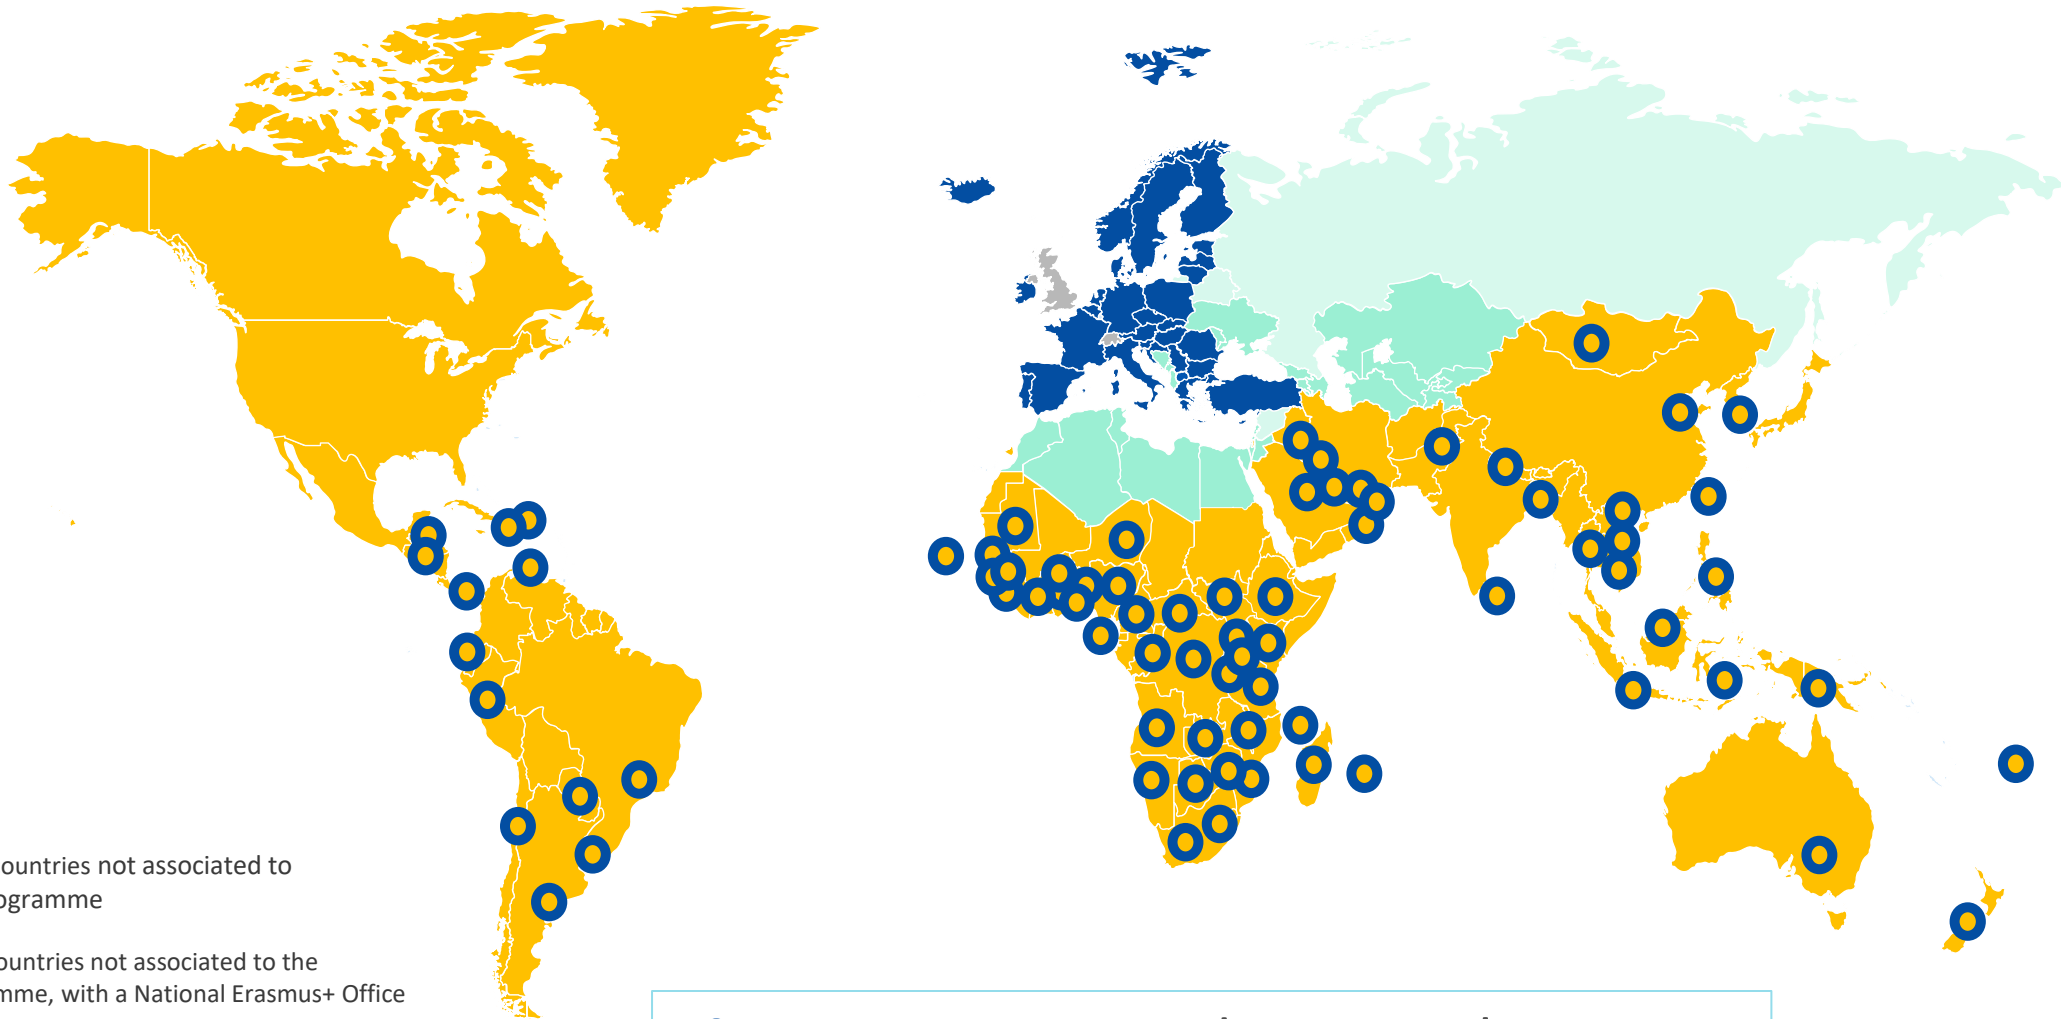 ountries not associated to
ogramme
ountries not associated to the
mme, with a National Erasmus+ Office